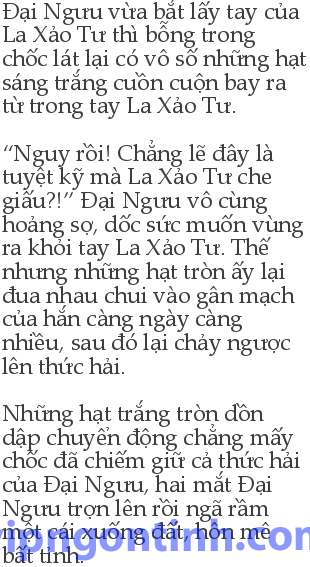 Đại Ngưu vừa bắt lấy tay của
La Xảo Tư thì bỗng trong
chốc lát lại có vô số những hạt
sáng trắng cuồn cuộn bay ra
từ trong tay La Xảo Tư.
“Nguy rồi! Chẳng lẽ đây là
tuyệt kỹ mà La Xảo Tư che
giấu?!” Đại Ngưu vô cùng
hoảng sợ, dốc sức muốn vùng
ra khỏi tay La Xảo Tư. Thế
nhưng những hạt tròn ấy lại
đua nhau chui vào gân mạch
của hắn càng ngày càng
nhiều, sau đó lại chảy ngược
lên thức hải.
Những hạt trắng tròn dồn
dập chuyển động chẳng mấy
chốc đã chiếm giữ cả thức hải
của Đại Ngưu, hai mắt Đại
Ngưu trợn lên rồi ngã rầm
một cái xuống đất, hôn mê
bất tỉnh.
ipngontinh.com